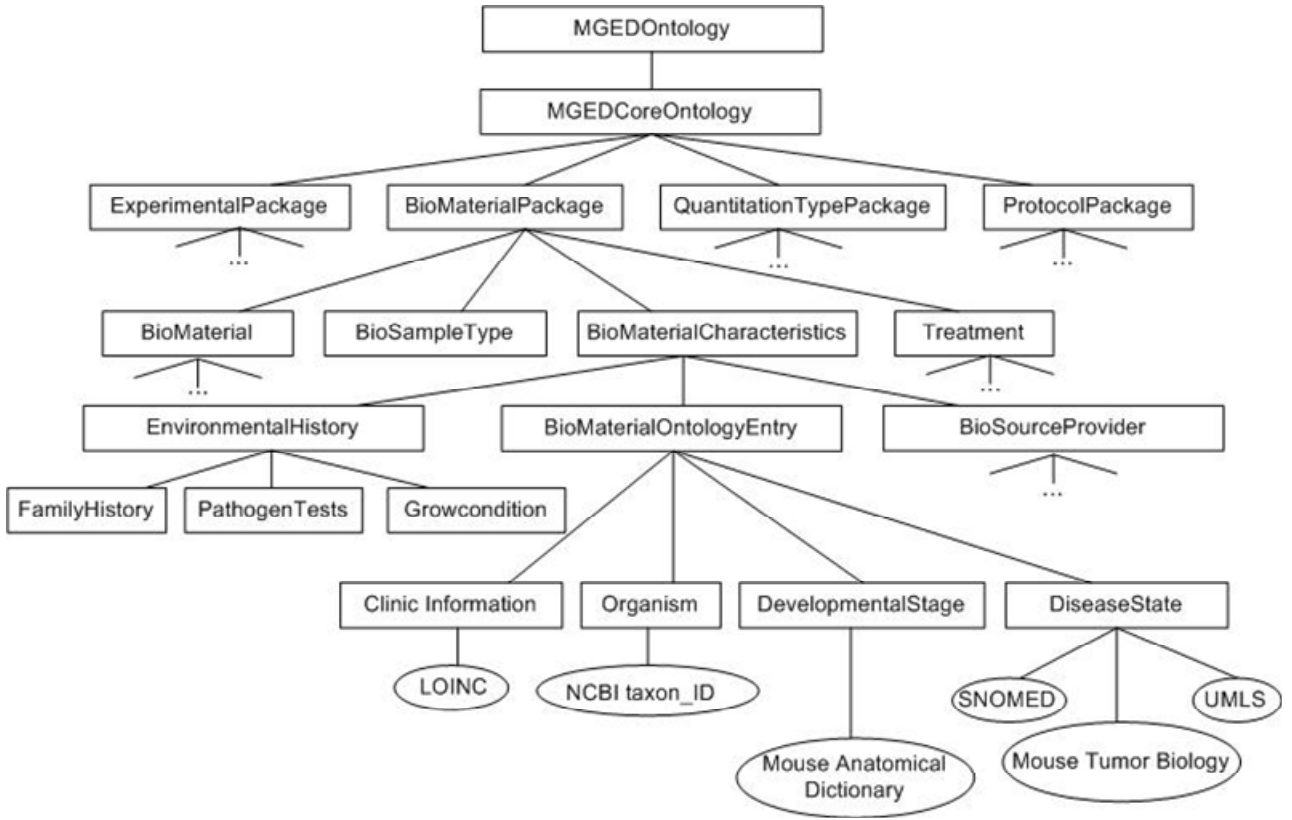 MGEDOntology
MGEDCoreOntology
ExperimentalPackage
BioMaterialPackage
QuantitationTypePackage
ProtocolPackage
...
...
...
BioMaterial
BioSampleType
BioMaterialCharacteristics
Treatment
...
...
EnvironmentalHistory
BioMaterialOntologyEntry
BioSourceProvider
...
FamilyHistory
PathogenTests
Growcondition
Clinic Information
Organism
DevelopmentalStage
DiseaseState
LOINC
NCBI taxon_ID
SNOMED
UMLS
Mouse Anatomical
Dictionary
Mouse Tumor Biology